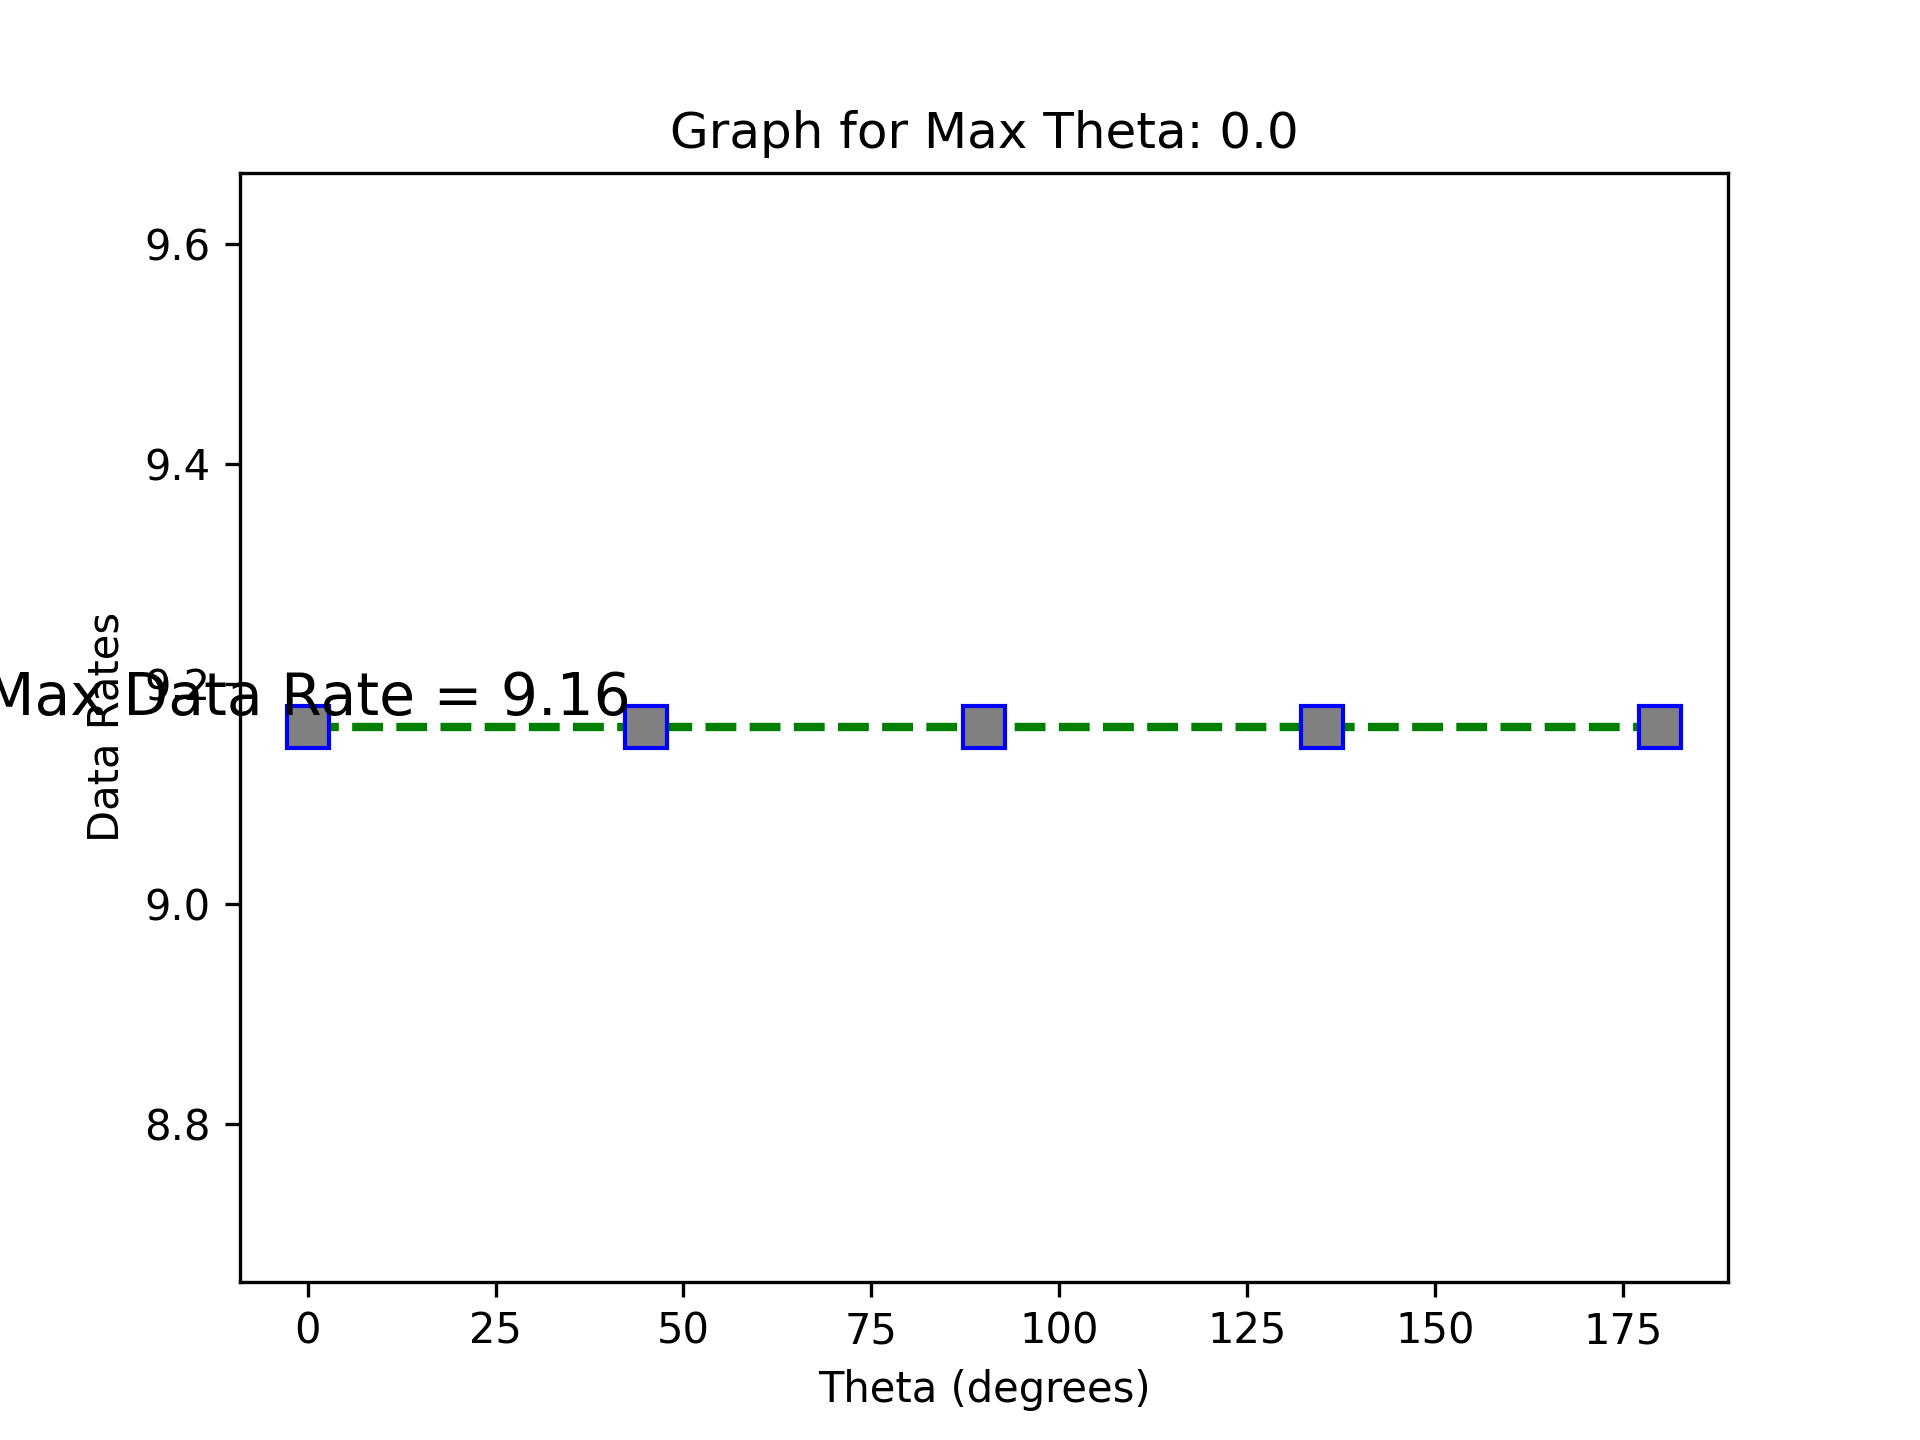 Graph for Max Theta: 0.0
9.6
9.4
9.2
9.0
8.8
Data Rates
Max Data Rate = 9.16
0 25 50 75 100 125 150 175
Theta (degrees)